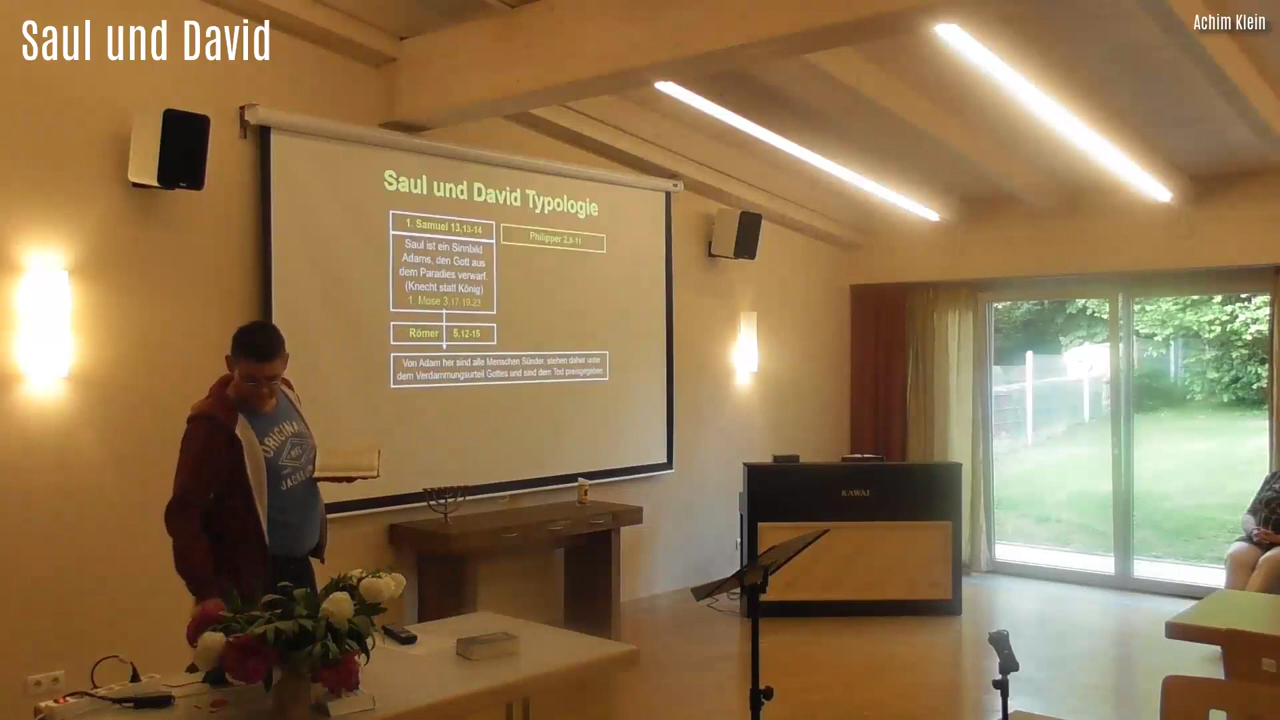 Saul und David
Achim Klein
Saul und David Typologie
1. Samuel 13,13-14
Philipper 2,8-11
Saul ist ein Sinnbild
Adams, den Gott aus
dem Paradies verwarf.
(Knecht statt König)
1. Mose 3,17-19.23
Römer 5,12-15
Von Adam her sind alle Menschen Sünder, stehen daher unter
dem Verdammungsurteil Gottes und sind dem Tod preisgegeben.
ORIGINAL
JACK &
KAWAI